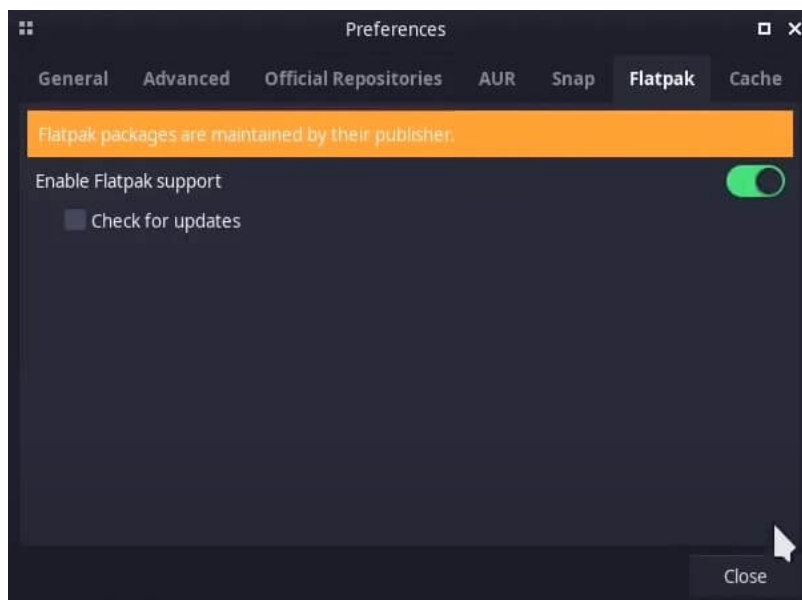 Preferences
General Advanced Official Repositories AUR Snap Flatpak Cache
Flatpak packages are maintained by their publisher.
Enable Flatpak support
Check for updates
Close